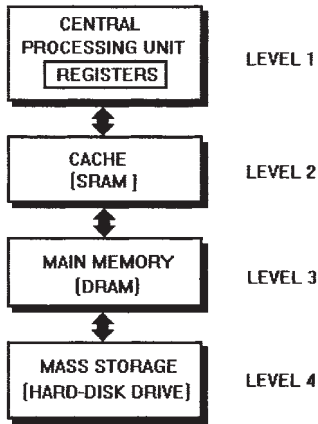 CENTRAL
PROCESSING UNIT
REGISTERS
LEVEL 1
CACHE
(SRAM )
LEVEL 2
MAIN MEMORY
(DRAM)
LEVEL 3
MASS STORAGE
(HARD-DISK DRIVE)
LEVEL 4